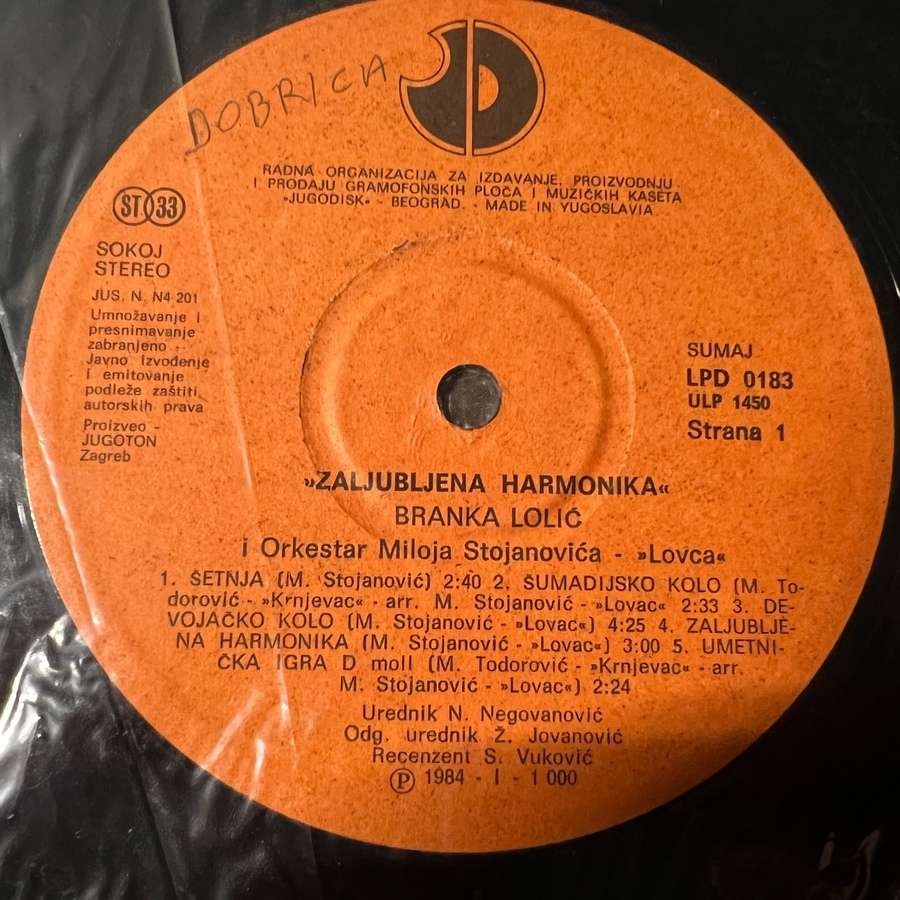 DOBRICA
RADNA ORGANIZACIJA ZA IZDAVANJE, PROIZVODNJU
I PRODAJU GRAMOFONSKIH PLOČA I MUZIČKIH KASETA
»JUGODISK« - BEOGRAD. - MADE IN YUGOSLAVIA
ST 33
SOKOJ
STEREO
JUS. N. N4 201
Umnožavanje i
presnimavanje
zabranjeno -
Javno Izvođenje
i emitovanje
podleže zaštiti
autorskih prava
Proizveo -
JUGOTON
Zagreb
SUMAJ
LPD 0183
ULP 1450
Strana 1
»ZALJUBLJENA HARMONIKA«
BRANKA LOLIĆ
i Orkestar Miloja Stojanovića - »Lovca«
1. ŠETNJA (M. Stojanović) 2:40 2. ŠUMADIJSKO KOLO (M. To-
dorović - »Krnjevac« - arr. M. Stojanović - »Lovac« 2:33 3. DE-
VOJAČKO KOLO (M. Stojanović - »Lovac«) 4:25 4. ZALJUBLJE-
NA HARMONIKA (M. Stojanović - »Lovac«) 3:00 5. UMETNI-
ČKA IGRA D moll (M. Todorović - »Krnjevac« - arr.
M. Stojanović - »Lovac«) 2:24
Urednik N. Negovanović
Odg. urednik Ž. Jovanović
Recenzent S. Vuković
℗ 1984 - I - 1 000